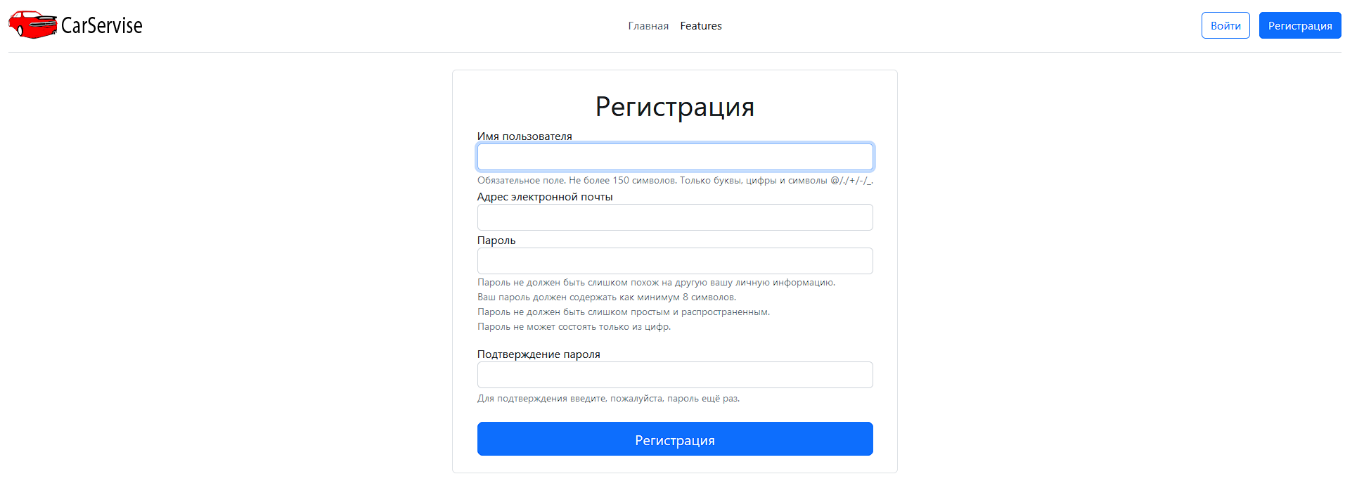 CarServise
Главная Features
Войти Регистрация
Регистрация
Имя пользователя
Обязательное поле. Не более 150 символов. Только буквы, цифры и символы @/./+/-/_.
Адрес электронной почты
Пароль
Пароль не должен быть слишком похож на другую вашу личную информацию.
Ваш пароль должен содержать как минимум 8 символов.
Пароль не должен быть слишком простым и распространенным.
Пароль не может состоять только из цифр.
Подтверждение пароля
Для подтверждения введите, пожалуйста, пароль ещё раз.
Регистрация